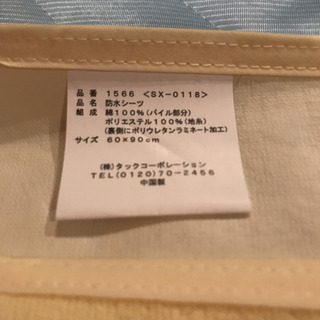 品番 1566 <SX-0118>
品名 防水シーツ
組成 綿100%(パイル部分)
ポリエステル100%(地糸)
(裏側にポリウレタンラミネート加工)
サイズ 60×90cm
(株)タックコーポレーション
TEL(0120)70-2456
中国製